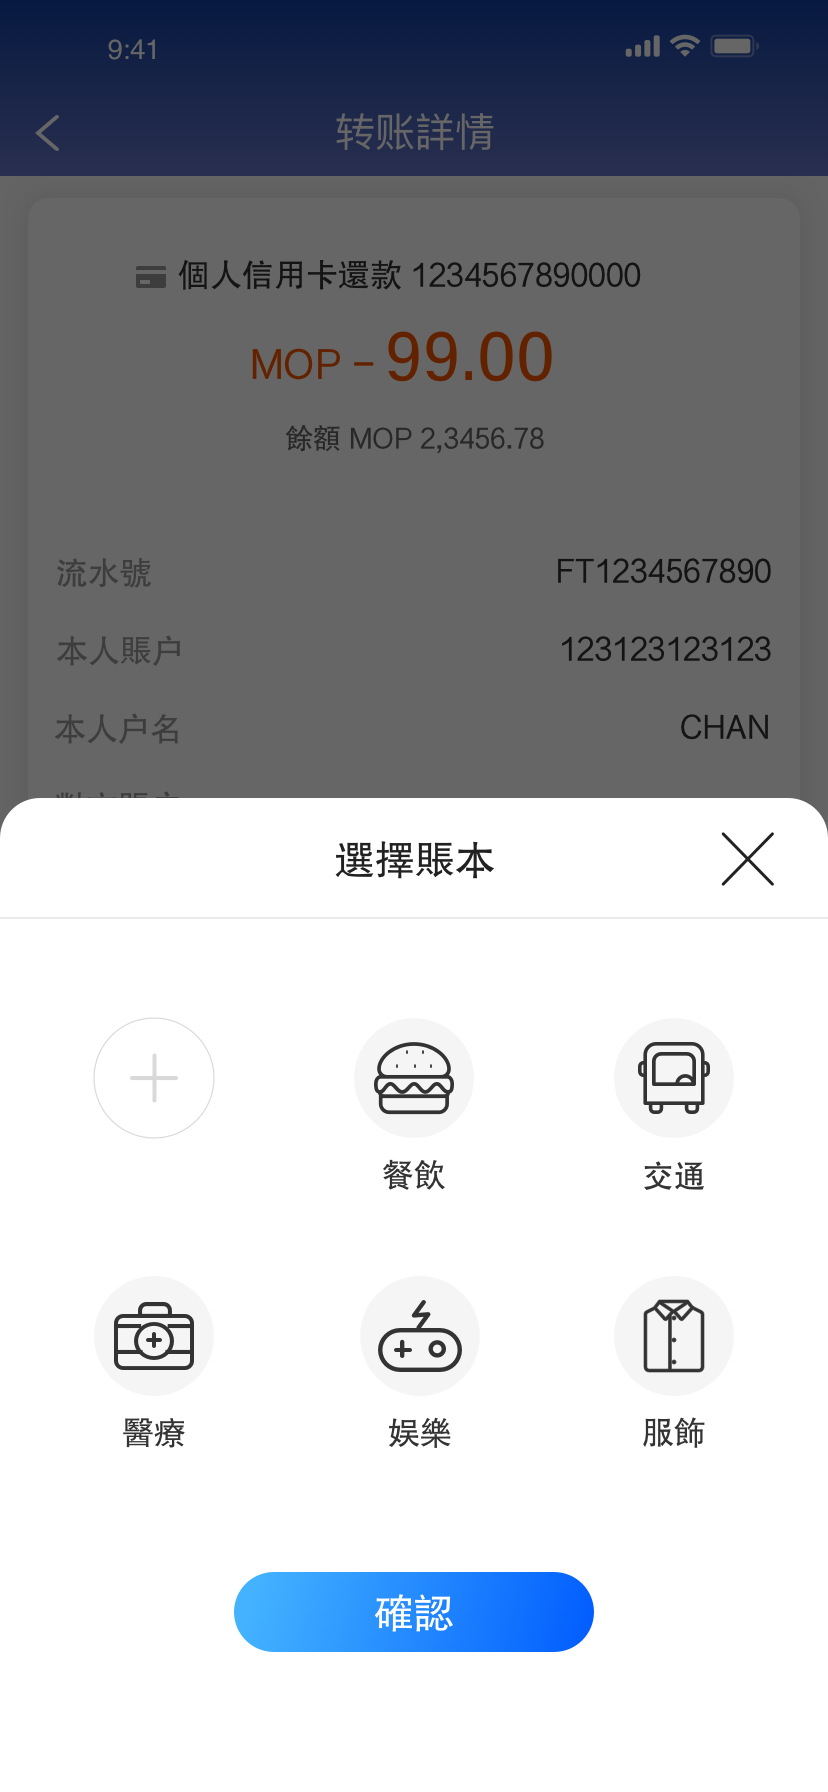 9:41
转账詳情
個人信用卡還款 1234567890000
MOP - 99.00
餘額 MOP 2,3456.78
流水號 FT1234567890
本人賬户 123123123123
本人户名 CHAN
選擇賬本
餐飲 交通
醫療 娱樂 服飾
確認